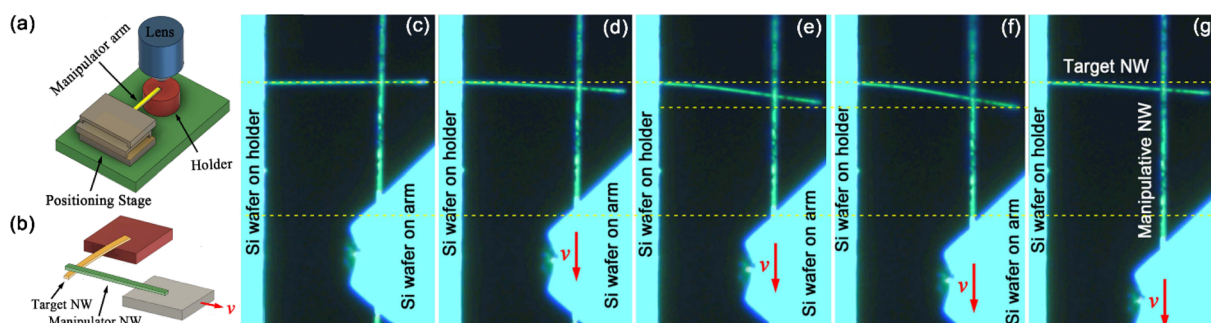 (a)
Lens
Manipulator arm
Holder
Positioning Stage
(b)
Target NW
Manipulator NW
v
(c)
Si wafer on holder
Si wafer on arm
(d)
Si wafer on holder
Si wafer on arm
v
(e)
Si wafer on holder
Si wafer on arm
v
(f)
Si wafer on holder
Si wafer on arm
v
(g)
Target NW
Manipulative NW
Si wafer on holder
v